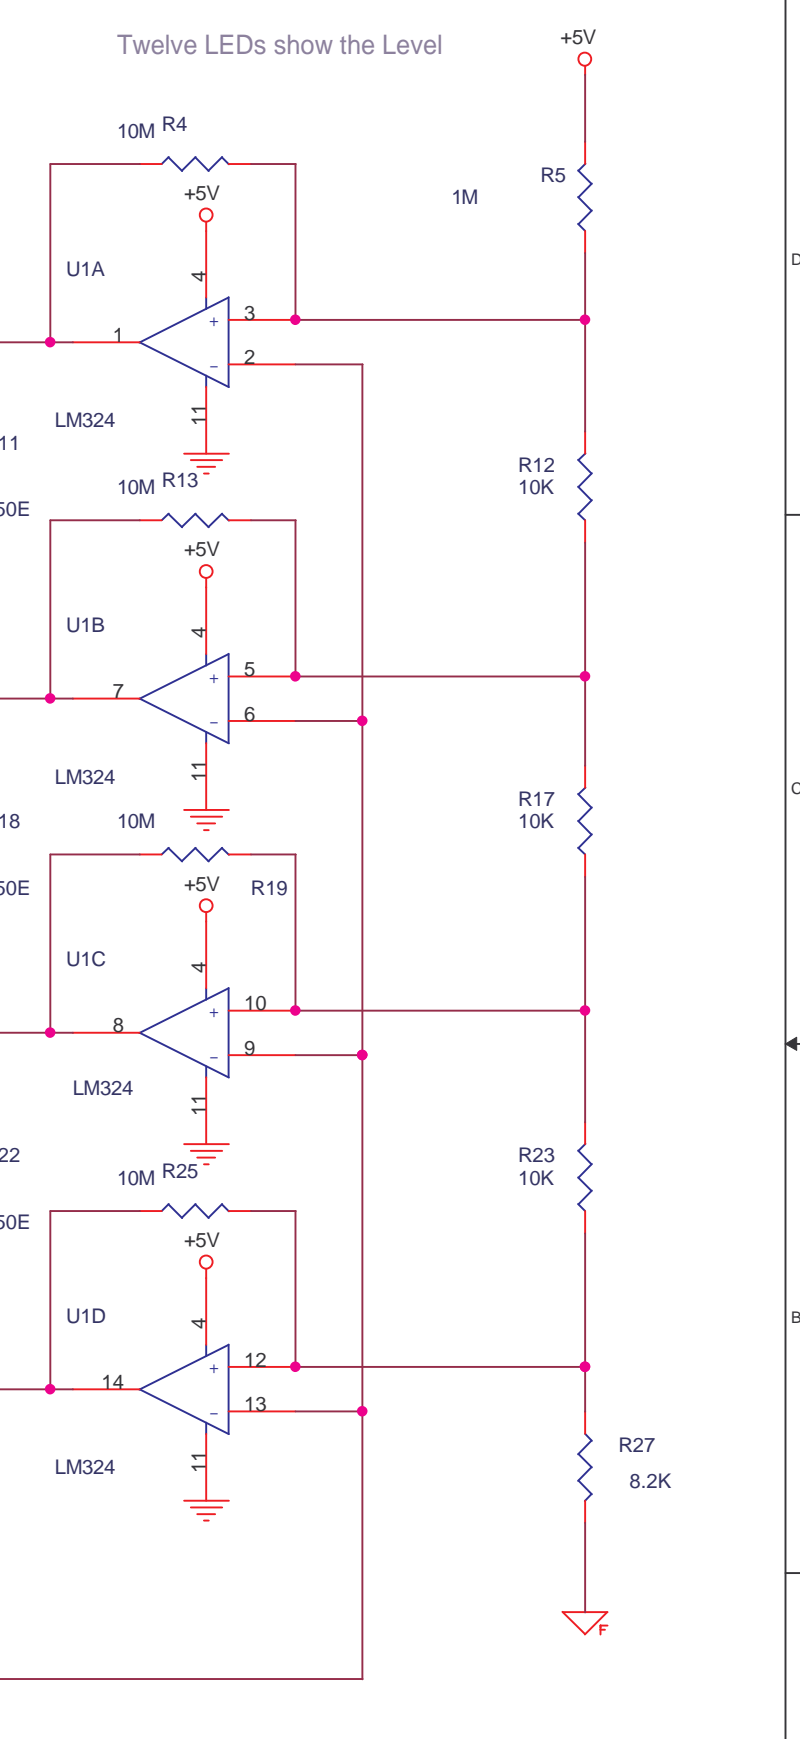 Twelve LEDs show the Level
+5V
10M R4
R5
1M
+5V
U1A
4
3
+
1
2
-
11
LM324
11
50E
R12
10K
10M R13
+5V
U1B
4
5
+
7
6
-
11
LM324
18
10M
R17
10K
50E
+5V
R19
U1C
4
10
+
8
9
-
11
LM324
22
10M R25
R23
10K
50E
+5V
U1D
4
12
+
14
13
-
11
LM324
R27
8.2K
F
D
C
B